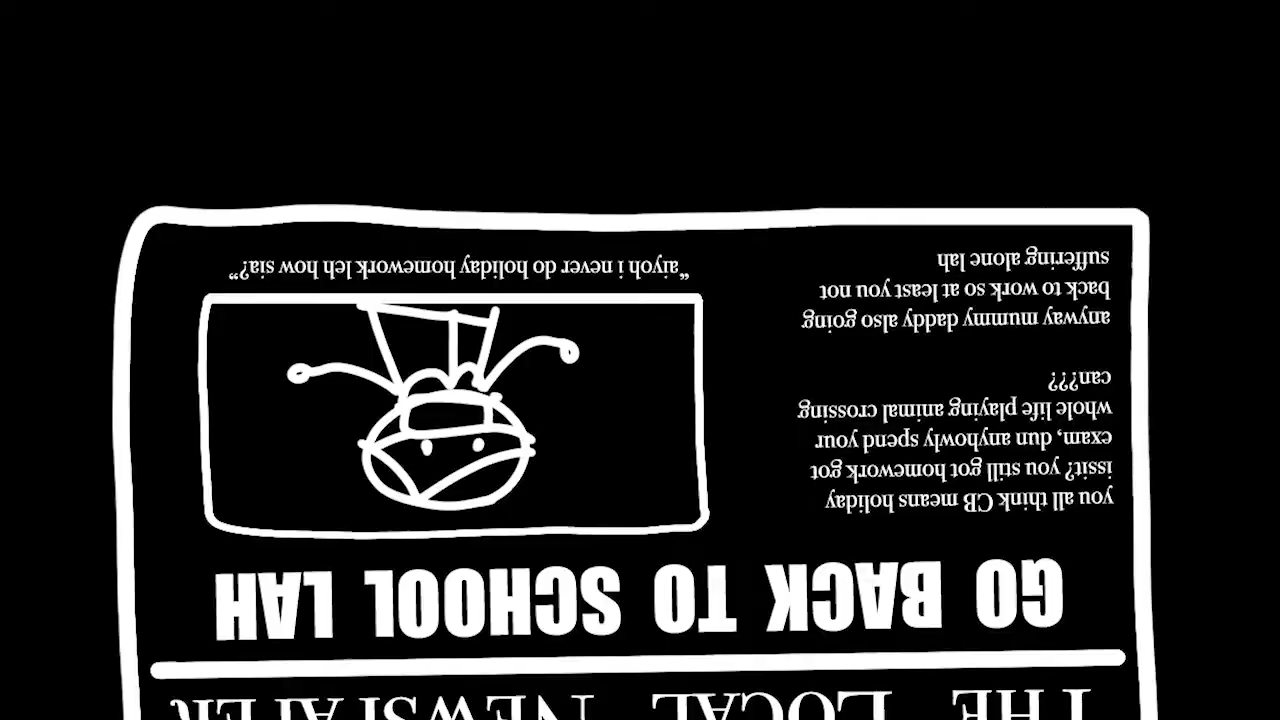 THE LOCAL NEWSPAPER
GO BACK TO SCHOOL LAH
you all think CB means holiday
issit? you still got homework got
exam, dun anyhowly spend your
whole life playing animal crossing
can???
anyway mummy daddy also going
back to work so at least you not
suffering alone lah
“aiyoh i never do holiday homework leh how sia?”